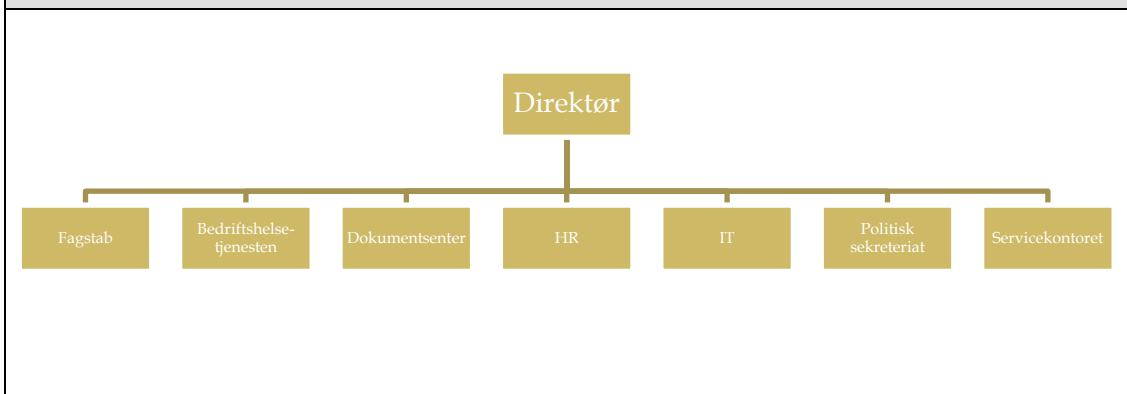 Direktør
Fagstab
Bedriftshelse-
tjenesten
Dokumentsenter
HR
IT
Politisk
sekreteriat
Servicekontoret